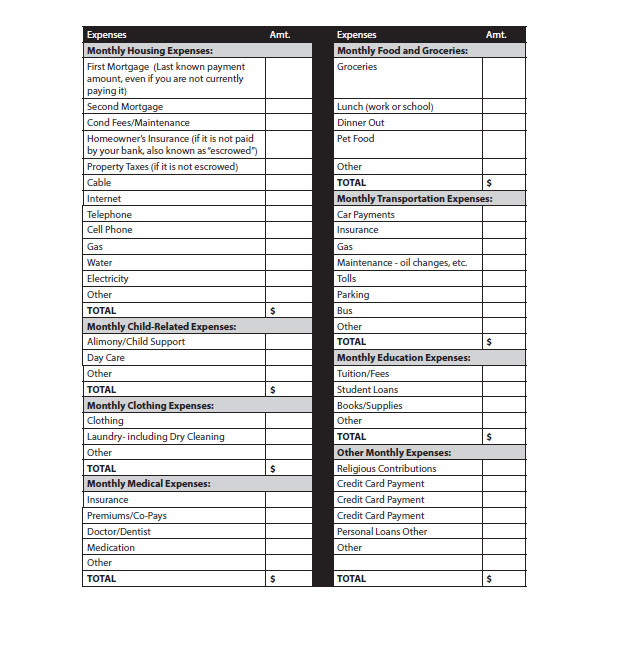 Expenses Amt.
Monthly Housing Expenses:
First Mortgage (Last known payment
amount, even if you are not currently
paying it)
Second Mortgage
Cond Fees/Maintenance
Homeowner's Insurance (if it is not paid
by your bank, also known as "escrowed")
Property Taxes (if it is not escrowed)
Cable
Internet
Telephone
Cell Phone
Gas
Water
Electricity
Other
TOTAL $
Monthly Child-Related Expenses:
Alimony/Child Support
Day Care
Other
TOTAL $
Monthly Clothing Expenses:
Clothing
Laundry- including Dry Cleaning
Other
TOTAL $
Monthly Medical Expenses:
Insurance
Premiums/Co-Pays
Doctor/Dentist
Medication
Other
TOTAL $
Expenses Amt.
Monthly Food and Groceries:
Groceries
Lunch (work or school)
Dinner Out
Pet Food
Other
TOTAL $
Monthly Transportation Expenses:
Car Payments
Insurance
Gas
Maintenance - oil changes, etc.
Tolls
Parking
Bus
Other
TOTAL $
Monthly Education Expenses:
Tuition/Fees
Student Loans
Books/Supplies
Other
TOTAL $
Other Monthly Expenses:
Religious Contributions
Credit Card Payment
Credit Card Payment
Credit Card Payment
Personal Loans Other
Other
TOTAL $